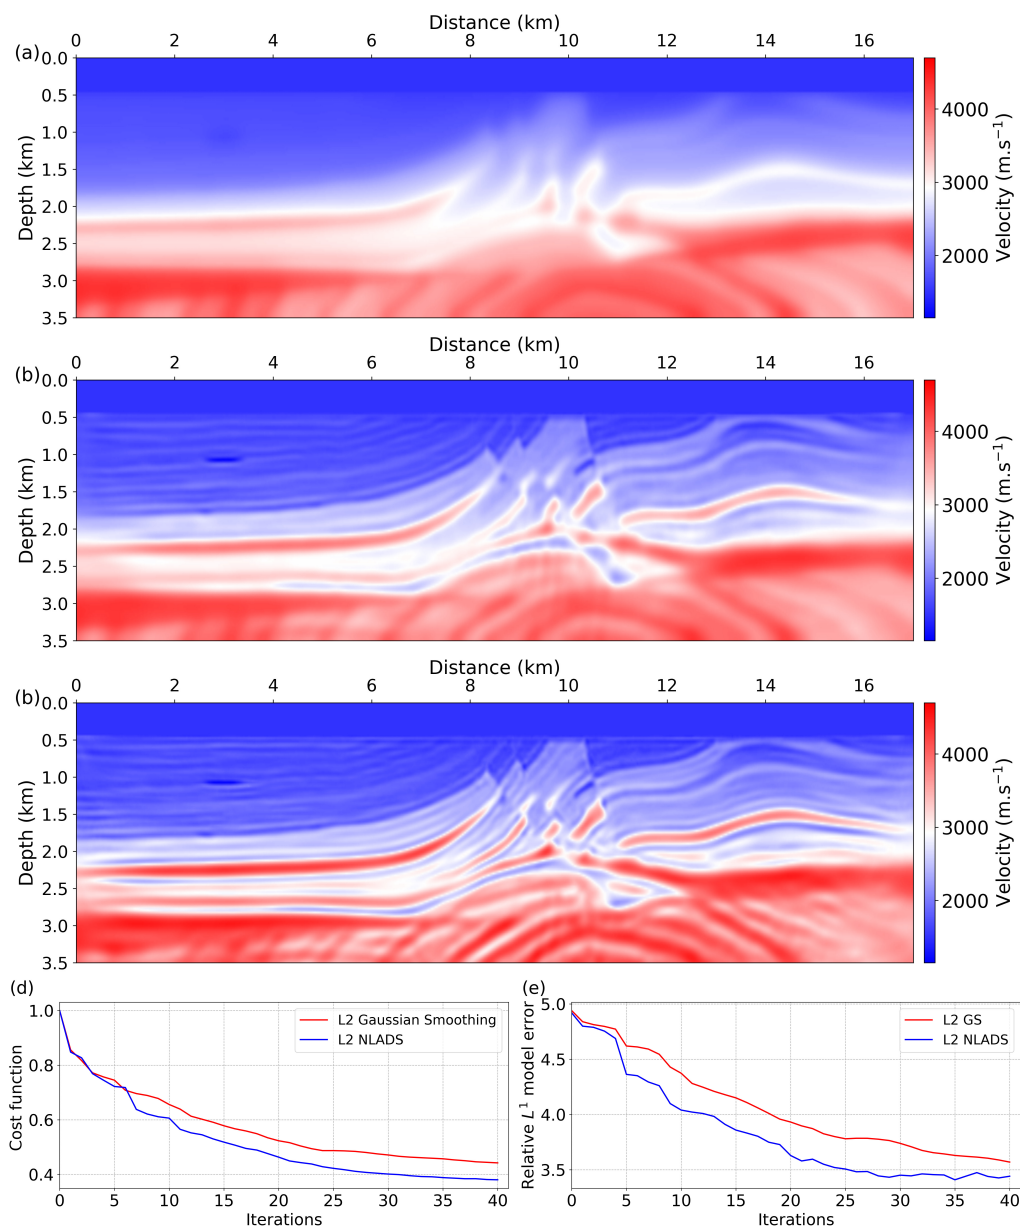 Distance (km)
(a)
0 2 4 6 8 10 12 14 16
0.0
0.5
1.0
1.5
2.0
2.5
3.0
3.5
Depth (km)
4000
3000
2000
Velocity (m.s⁻¹)
Distance (km)
(b)
0 2 4 6 8 10 12 14 16
0.0
0.5
1.0
1.5
2.0
2.5
3.0
3.5
Depth (km)
4000
3000
2000
Velocity (m.s⁻¹)
Distance (km)
(b)
0 2 4 6 8 10 12 14 16
0.0
0.5
1.0
1.5
2.0
2.5
3.0
3.5
Depth (km)
4000
3000
2000
Velocity (m.s⁻¹)
(d)
1.0
0.8
0.6
0.4
Cost function
L2 Gaussian Smoothing
L2 NLADS
0 5 10 15 20 25 30 35 40
Iterations
(e)
5.0
4.5
4.0
3.5
Relative L¹ model error
L2 GS
L2 NLADS
0 5 10 15 20 25 30 35 40
Iterations